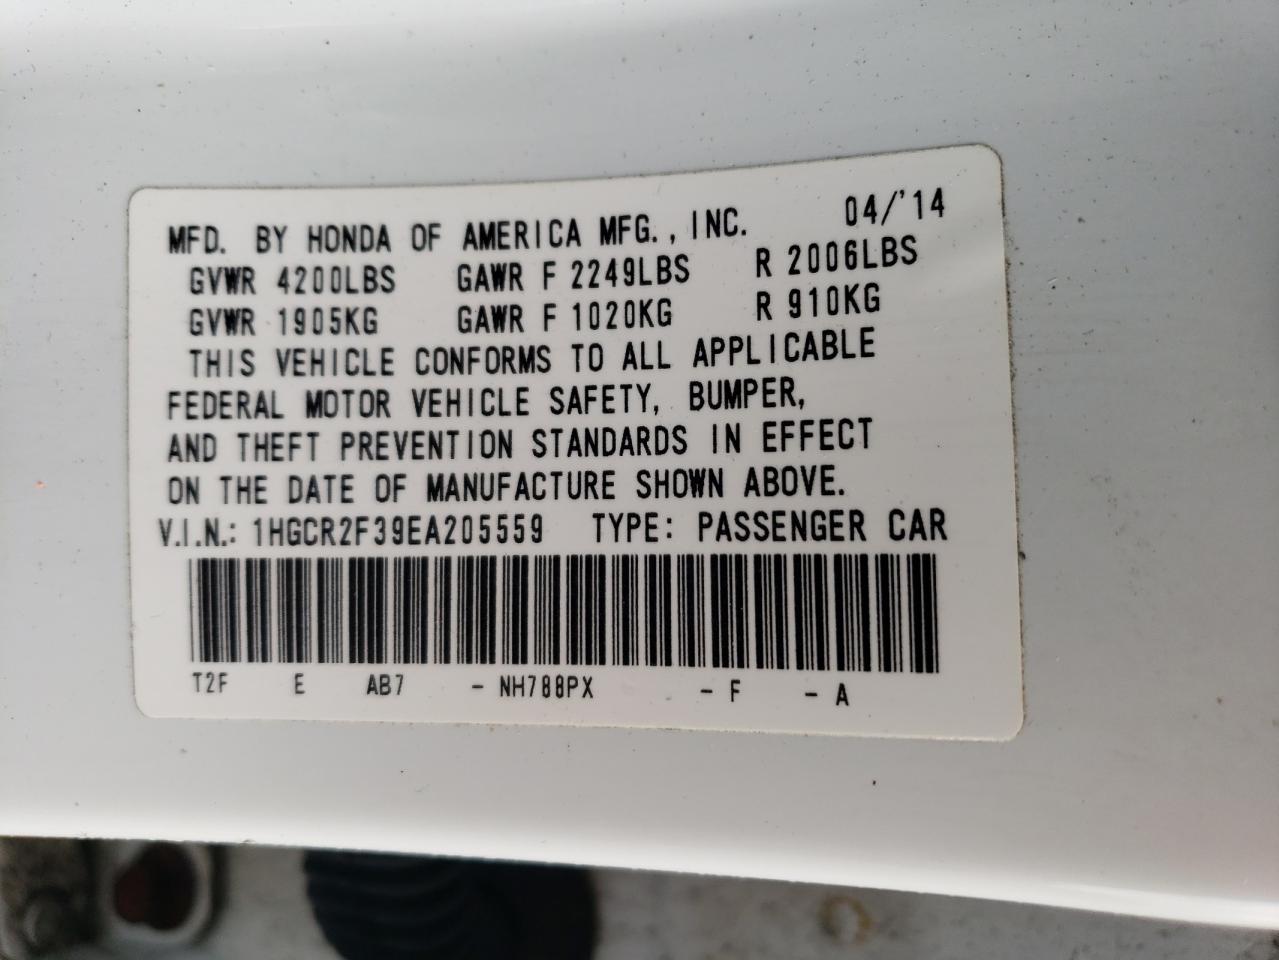 MFD. BY HONDA OF AMERICA MFG., INC. 04/'14
GVWR 4200LBS GAWR F 2249LBS R 2006LBS
GVWR 1905KG GAWR F 1020KG R 910KG
THIS VEHICLE CONFORMS TO ALL APPLICABLE
FEDERAL MOTOR VEHICLE SAFETY, BUMPER,
AND THEFT PREVENTION STANDARDS IN EFFECT
ON THE DATE OF MANUFACTURE SHOWN ABOVE.
V.I.N.: 1HGCR2F39EA205559 TYPE: PASSENGER CAR
T2F E AB7 - NH788PX - F - A